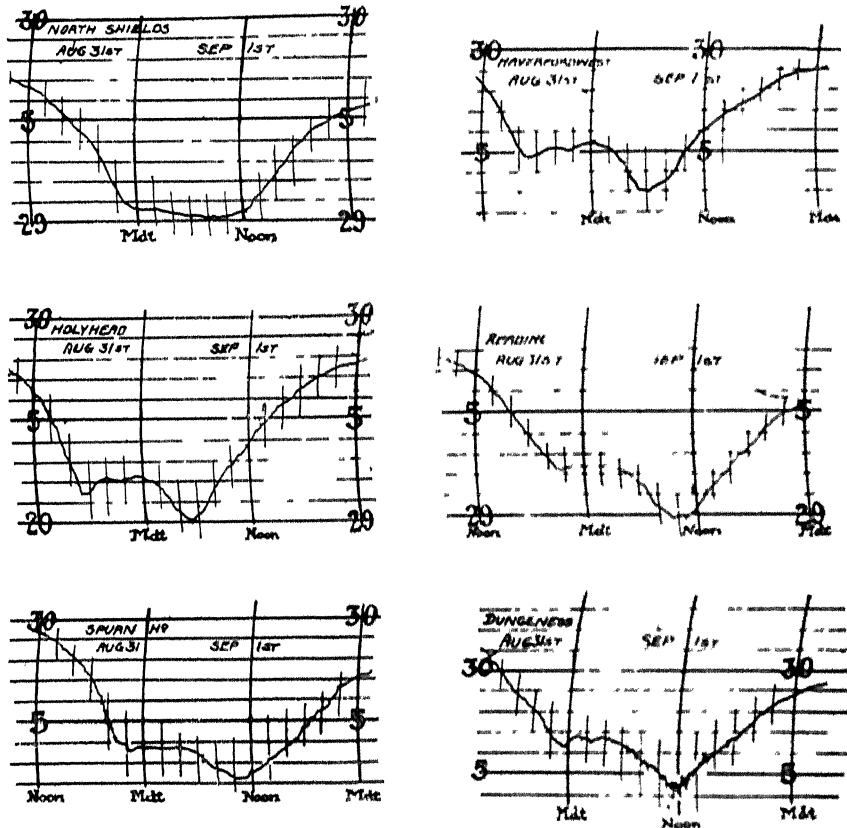 30 30
NORTH SHIELDS
AUG 31ST SEP 1ST
5 5
29 29
Mdt Noon
30 30
HAVERFORDWEST
AUG 31ST SEP 1ST
5 5
Mdt Noon Mdt
30 30
HOLYHEAD
AUG 31ST SEP 1ST
5 5
29 29
Mdt Noon
READING
AUG 31ST SEP 1ST
5 5
29 29
Noon Mdt Noon Mdt
30 30
SPURN HD
AUG 31 SEP 1ST
5 5
Noon Mdt Noon Mdt
DUNGENESS
AUG 31ST SEP 1ST
30 30
5 5
Mdt Noon Mdt